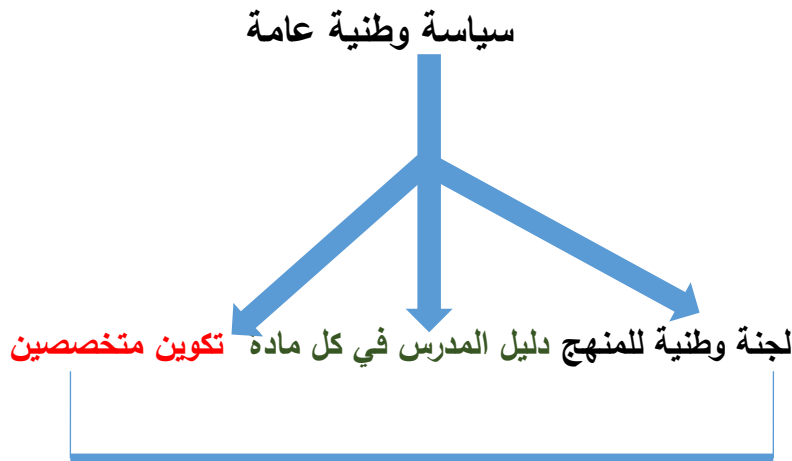 سياسة وطنية عامة
لجنة وطنية للمنهج دليل المدرس في كل مادة تكوين متخصصين